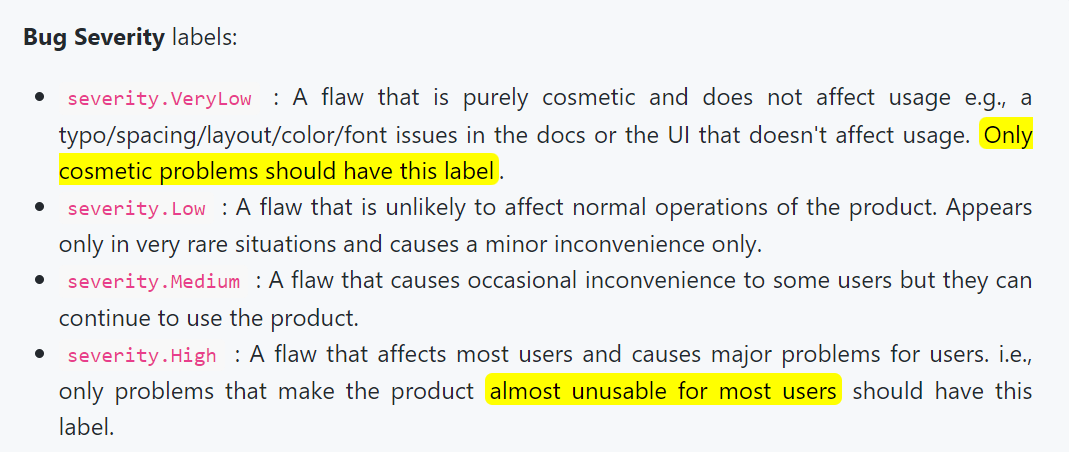 Bug Severity labels:
severity.VeryLow : A flaw that is purely cosmetic and does not affect usage e.g., a
typo/spacing/layout/color/font issues in the docs or the UI that doesn't affect usage. Only
cosmetic problems should have this label.
severity.Low : A flaw that is unlikely to affect normal operations of the product. Appears
only in very rare situations and causes a minor inconvenience only.
severity.Medium : A flaw that causes occasional inconvenience to some users but they can
continue to use the product.
severity.High : A flaw that affects most users and causes major problems for users. i.e.,
only problems that make the product almost unusable for most users should have this
label.